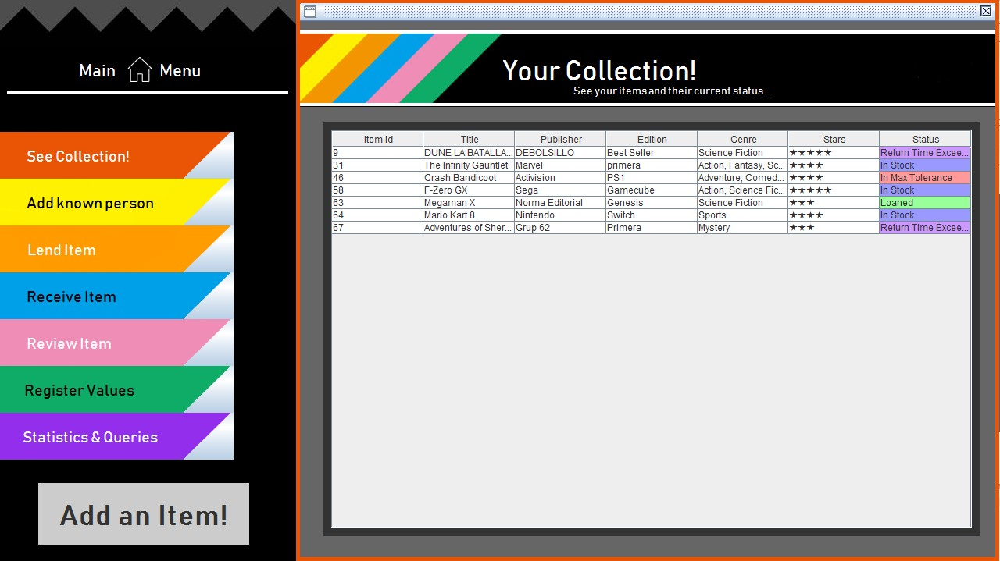 Main Menu
See Collection!
Add known person
Lend Item
Receive Item
Review Item
Register Values
Statistics & Queries
Add an Item!
Your Collection!
See your items and their current status...
Item Id Title Publisher Edition Genre Stars Status
9 DUNE LA BATALLA... DEBOLSILLO Best Seller Science Fiction ★★★★★ Return Time Excee...
31 The Infinity Gauntlet Marvel primera Action, Fantasy, Sc... ★★★★ In Stock
46 Crash Bandicoot Activision PS1 Adventure, Comed... ★★★★ In Max Tolerance
58 F-Zero GX Sega Gamecube Action, Science Fic... ★★★★★ In Stock
63 Megaman X Norma Editorial Genesis Science Fiction ★★★ Loaned
64 Mario Kart 8 Nintendo Switch Sports ★★★★ In Stock
67 Adventures of Sher... Grup 62 Primera Mystery ★★★ Return Time Excee...